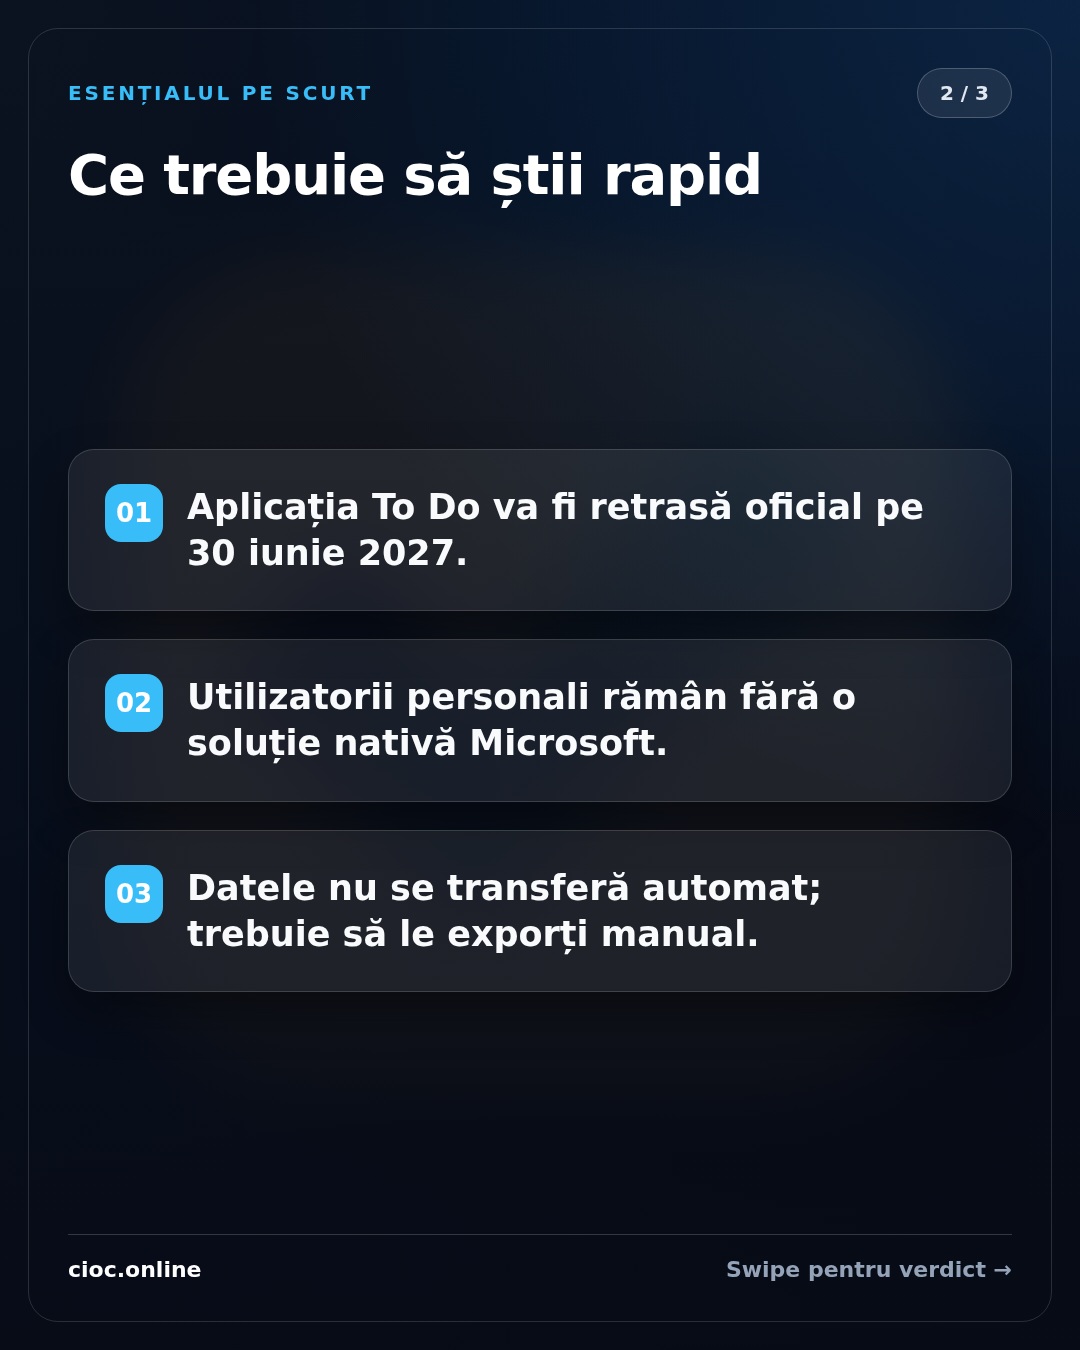 ESENȚIALUL PE SCURT
2 / 3
Ce trebuie să știi rapid
01
Aplicația To Do va fi retrasă oficial pe
30 iunie 2027.
02
Utilizatorii personali rămân fără o
soluție nativă Microsoft.
03
Datele nu se transferă automat;
trebuie să le exporți manual.
cioc.online
Swipe pentru verdict →